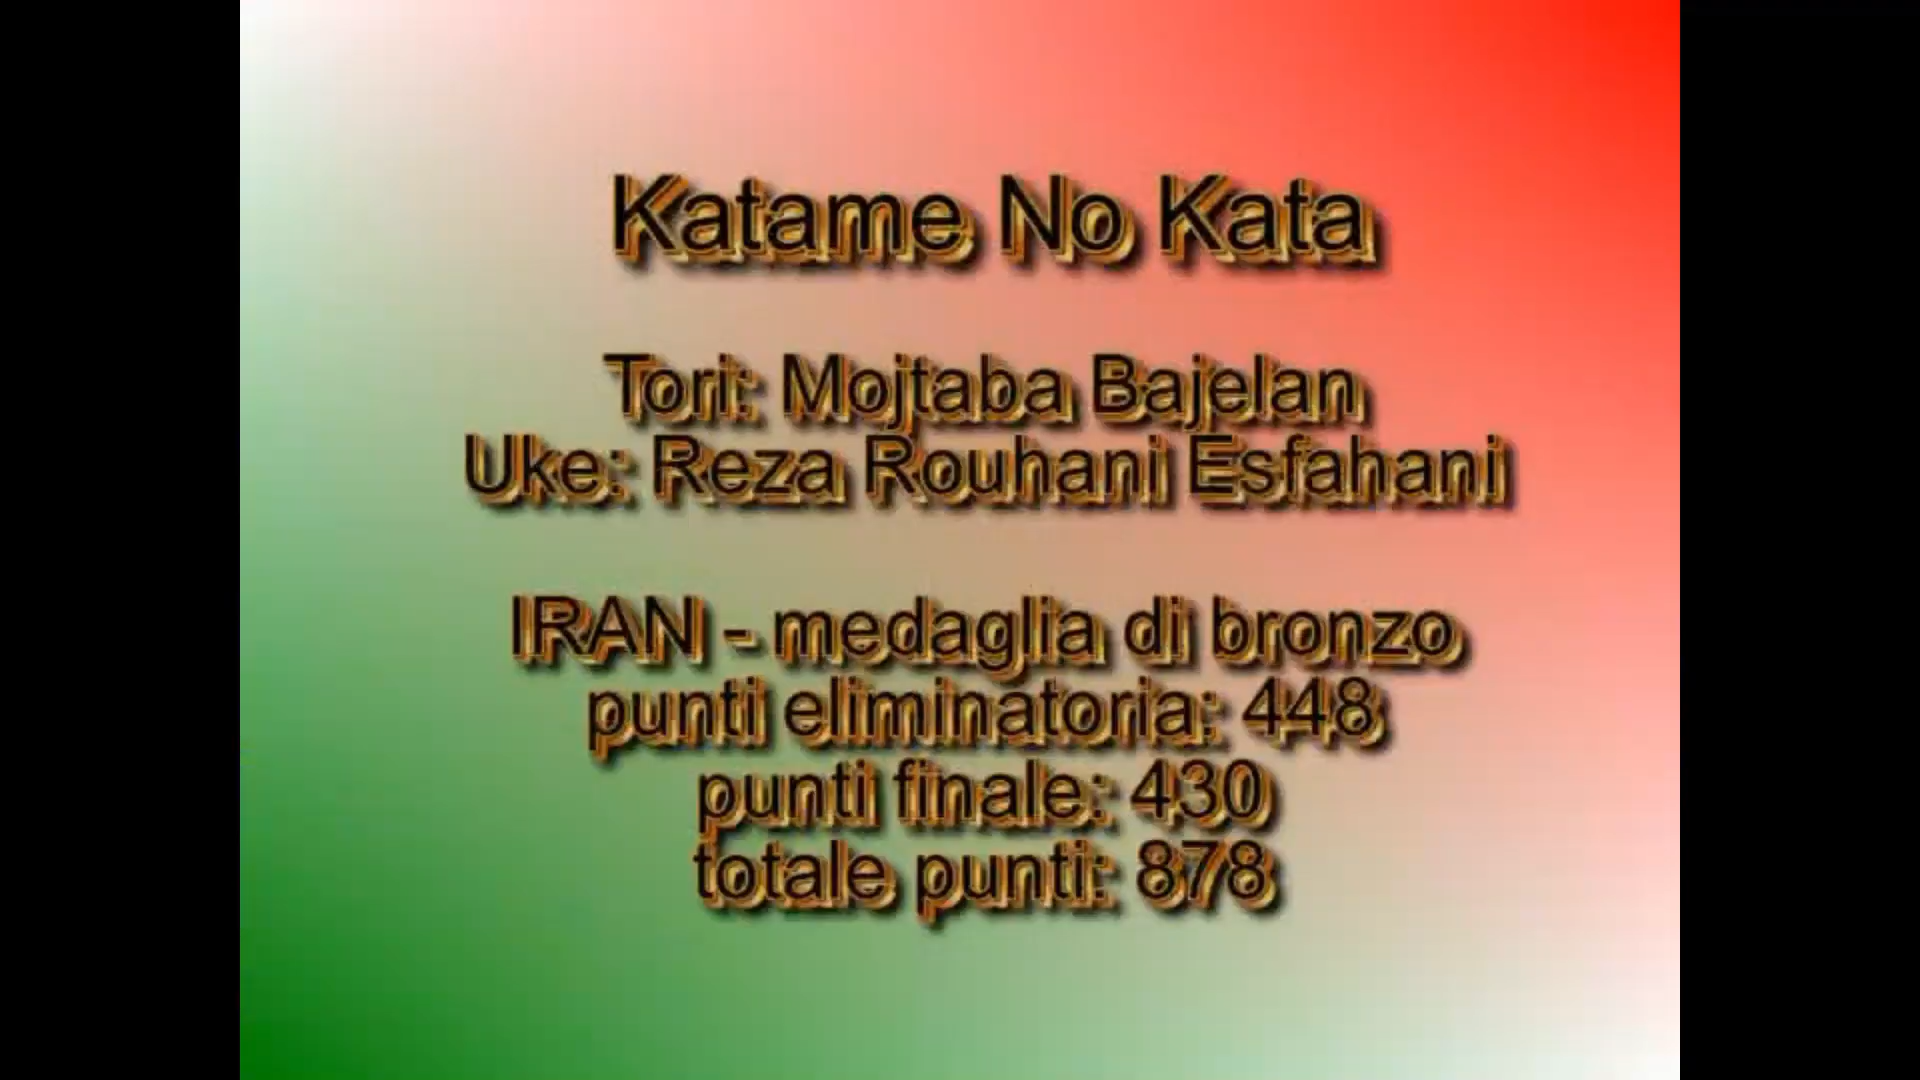 Katame No Kata
Tori: Mojtaba Bajelan
Uke: Reza Rouhani Esfahani
IRAN - medaglia di bronzo
punti eliminatoria: 448
punti finale: 430
totale punti: 878